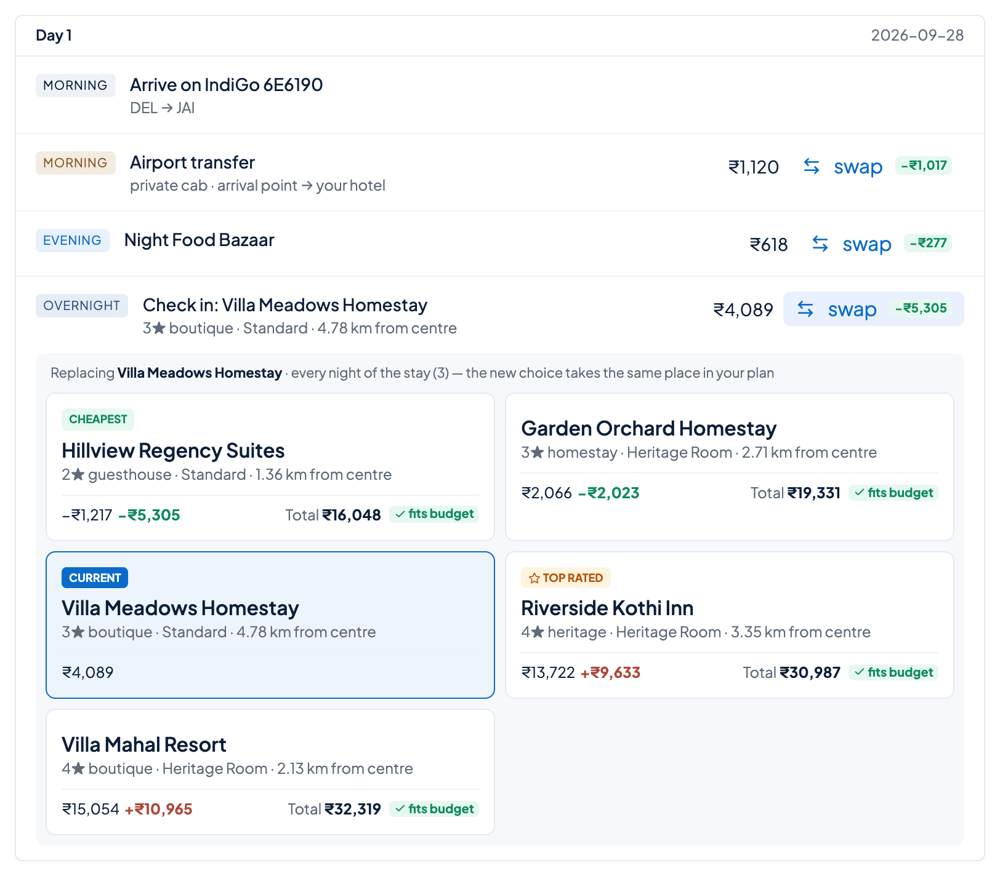 Day 1
2026-09-28
MORNING
Arrive on IndiGo 6E6190
DEL → JAI
MORNING
Airport transfer
private cab · arrival point → your hotel
₹1,120 ⇆ swap -₹1,017
EVENING
Night Food Bazaar
₹618 ⇆ swap -₹277
OVERNIGHT
Check in: Villa Meadows Homestay
3★ boutique · Standard · 4.78 km from centre
₹4,089 ⇆ swap -₹5,305
Replacing Villa Meadows Homestay · every night of the stay (3) — the new choice takes the same place in your plan
CHEAPEST
Hillview Regency Suites
2★ guesthouse · Standard · 1.36 km from centre
-₹1,217 -₹5,305 Total ₹16,048 ✓ fits budget
Garden Orchard Homestay
3★ homestay · Heritage Room · 2.71 km from centre
₹2,066 -₹2,023 Total ₹19,331 ✓ fits budget
CURRENT
Villa Meadows Homestay
3★ boutique · Standard · 4.78 km from centre
₹4,089
☆ TOP RATED
Riverside Kothi Inn
4★ heritage · Heritage Room · 3.35 km from centre
₹13,722 +₹9,633 Total ₹30,987 ✓ fits budget
Villa Mahal Resort
4★ boutique · Heritage Room · 2.13 km from centre
₹15,054 +₹10,965 Total ₹32,319 ✓ fits budget